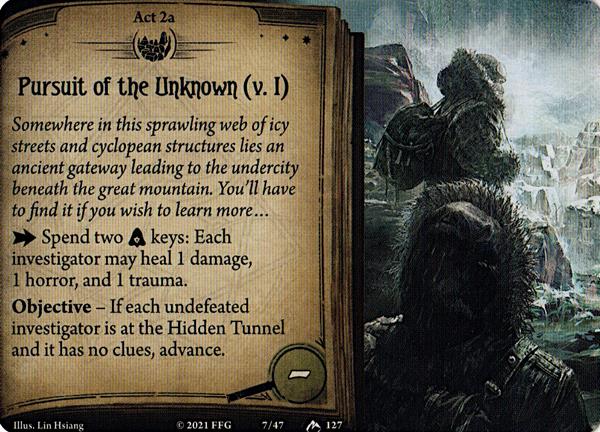 Act 2a
Pursuit of the Unknown (v. I)
Somewhere in this sprawling web of icy
streets and cyclopean structures lies an
ancient gateway leading to the undercity
beneath the great mountain. You'll have
to find it if you wish to learn more…
Spend two keys: Each
investigator may heal 1 damage,
1 horror, and 1 trauma.
Objective – If each undefeated
investigator is at the Hidden Tunnel
and it has no clues, advance.
–
Illus. Lin Hsiang © 2021 FFG 7/47 127